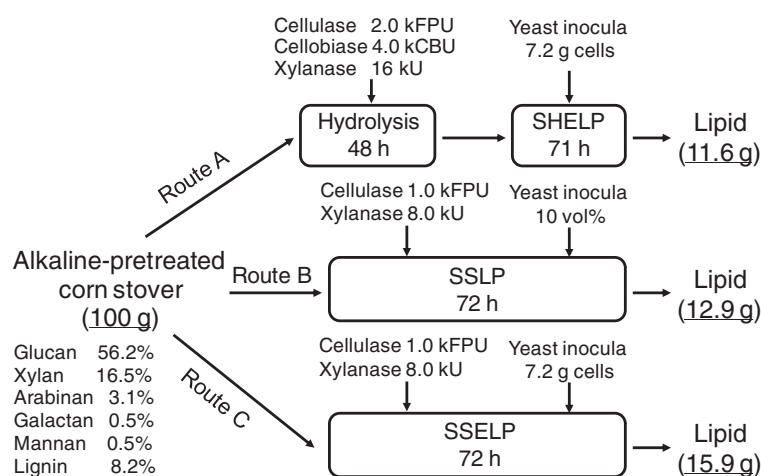 Cellulase 2.0 kFPU
Cellobiase 4.0 kCBU
Xylanase 16 kU
Yeast inocula
7.2 g cells
Route A
Hydrolysis
48 h
SHELP
71 h
Lipid
(11.6 g)
Cellulase 1.0 kFPU
Xylanase 8.0 kU
Yeast inocula
10 vol%
Alkaline-pretreated
corn stover
(100 g)
Route B
SSLP
72 h
Lipid
(12.9 g)
Glucan 56.2%
Xylan 16.5%
Arabinan 3.1%
Galactan 0.5%
Mannan 0.5%
Lignin 8.2%
Route C
Cellulase 1.0 kFPU
Xylanase 8.0 kU
Yeast inocula
7.2 g cells
SSELP
72 h
Lipid
(15.9 g)